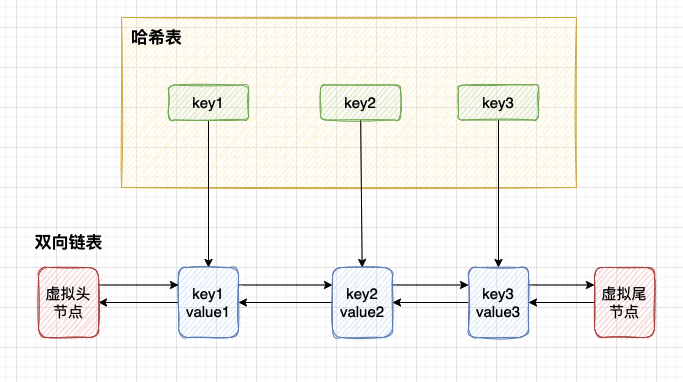 哈希表
key1
key2
key3
双向链表
虚拟头
节点
key1
value1
key2
value2
key3
value3
虚拟尾
节点